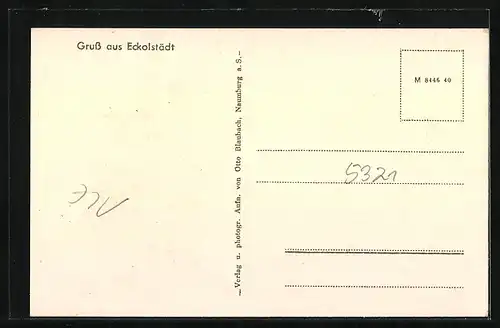 Gruß aus Eckolstädt
M 8446 40
—Verlag u. photogr. Aufn. von Otto Blaubach, Naumburg a. S.—
5321